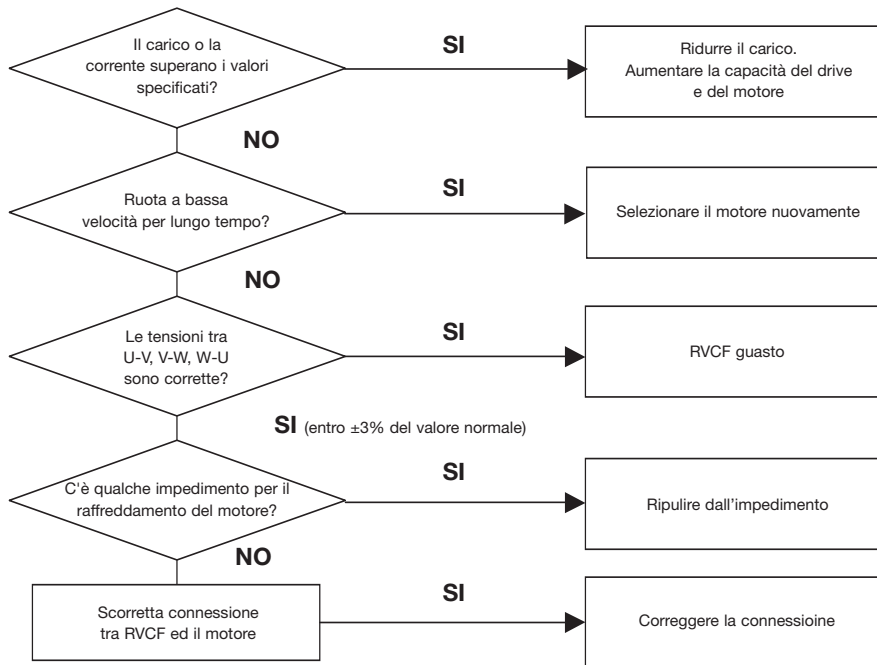 Il carico o la
corrente superano i valori
specificati?
SI
Ridurre il carico.
Aumentare la capacità del drive
e del motore
NO
Ruota a bassa
velocità per lungo tempo?
SI
Selezionare il motore nuovamente
NO
Le tensioni tra
U-V, V-W, W-U
sono corrette?
SI
RVCF guasto
SI (entro ±3% del valore normale)
C'è qualche impedimento per il
raffreddamento del motore?
SI
Ripulire dall'impedimento
NO
Scorretta connessione
tra RVCF ed il motore
SI
Correggere la connessioine